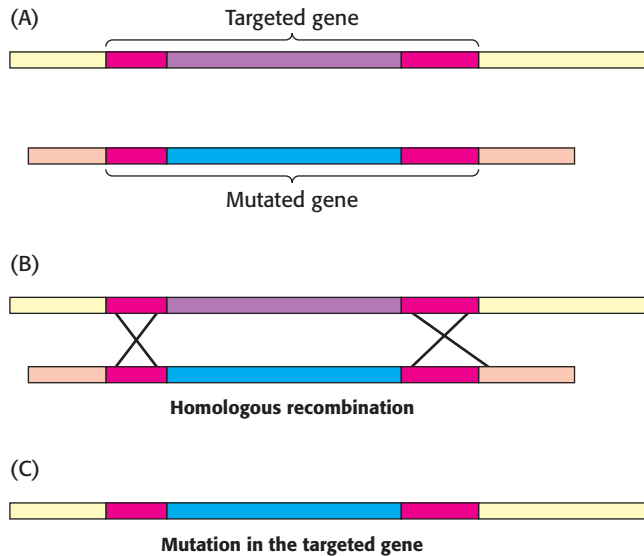 (A)
Targeted gene
Mutated gene
(B)
Homologous recombination
(C)
Mutation in the targeted gene